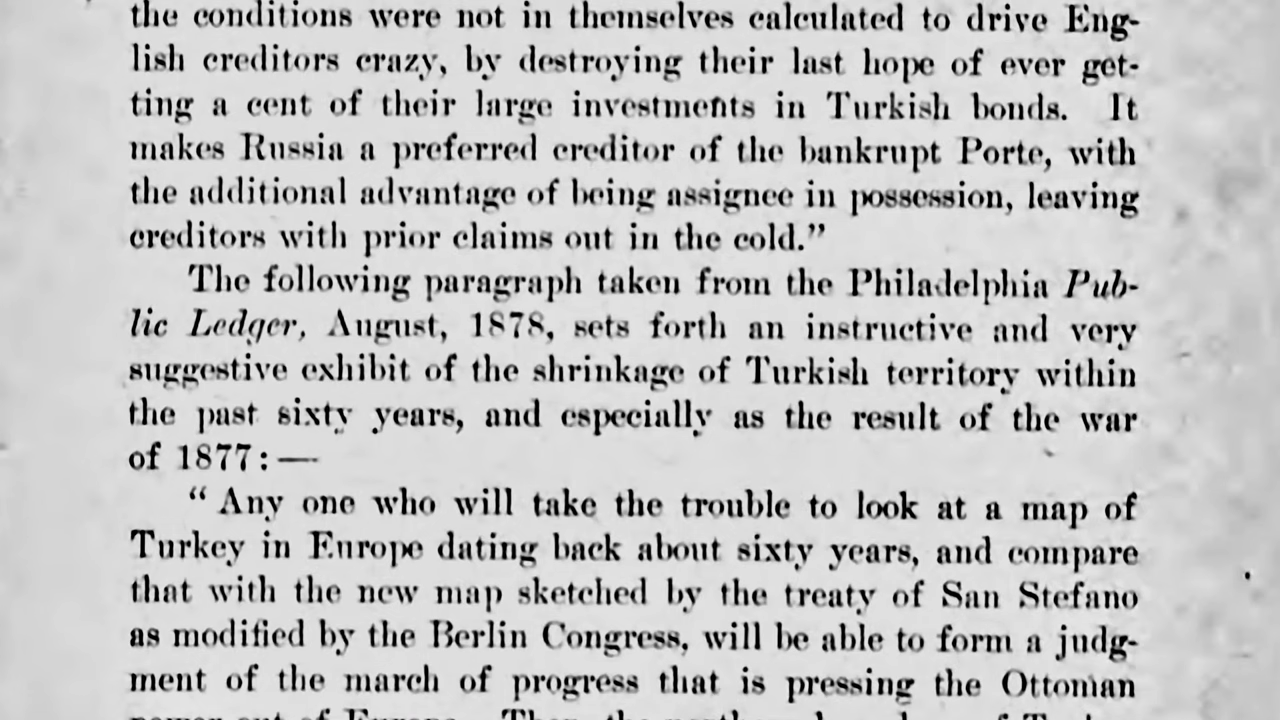 the conditions were not in themselves calculated to drive Eng-
lish creditors crazy, by destroying their last hope of ever get-
ting a cent of their large investments in Turkish bonds. It
makes Russia a preferred creditor of the bankrupt Porte, with
the additional advantage of being assignee in possession, leaving
creditors with prior claims out in the cold.”
The following paragraph taken from the Philadelphia Pub-
lic Ledger, August, 1878, sets forth an instructive and very
suggestive exhibit of the shrinkage of Turkish territory within
the past sixty years, and especially as the result of the war
of 1877:—
“ Any one who will take the trouble to look at a map of
Turkey in Europe dating back about sixty years, and compare
that with the new map sketched by the treaty of San Stefano
as modified by the Berlin Congress, will be able to form a judg-
ment of the march of progress that is pressing the Ottoman